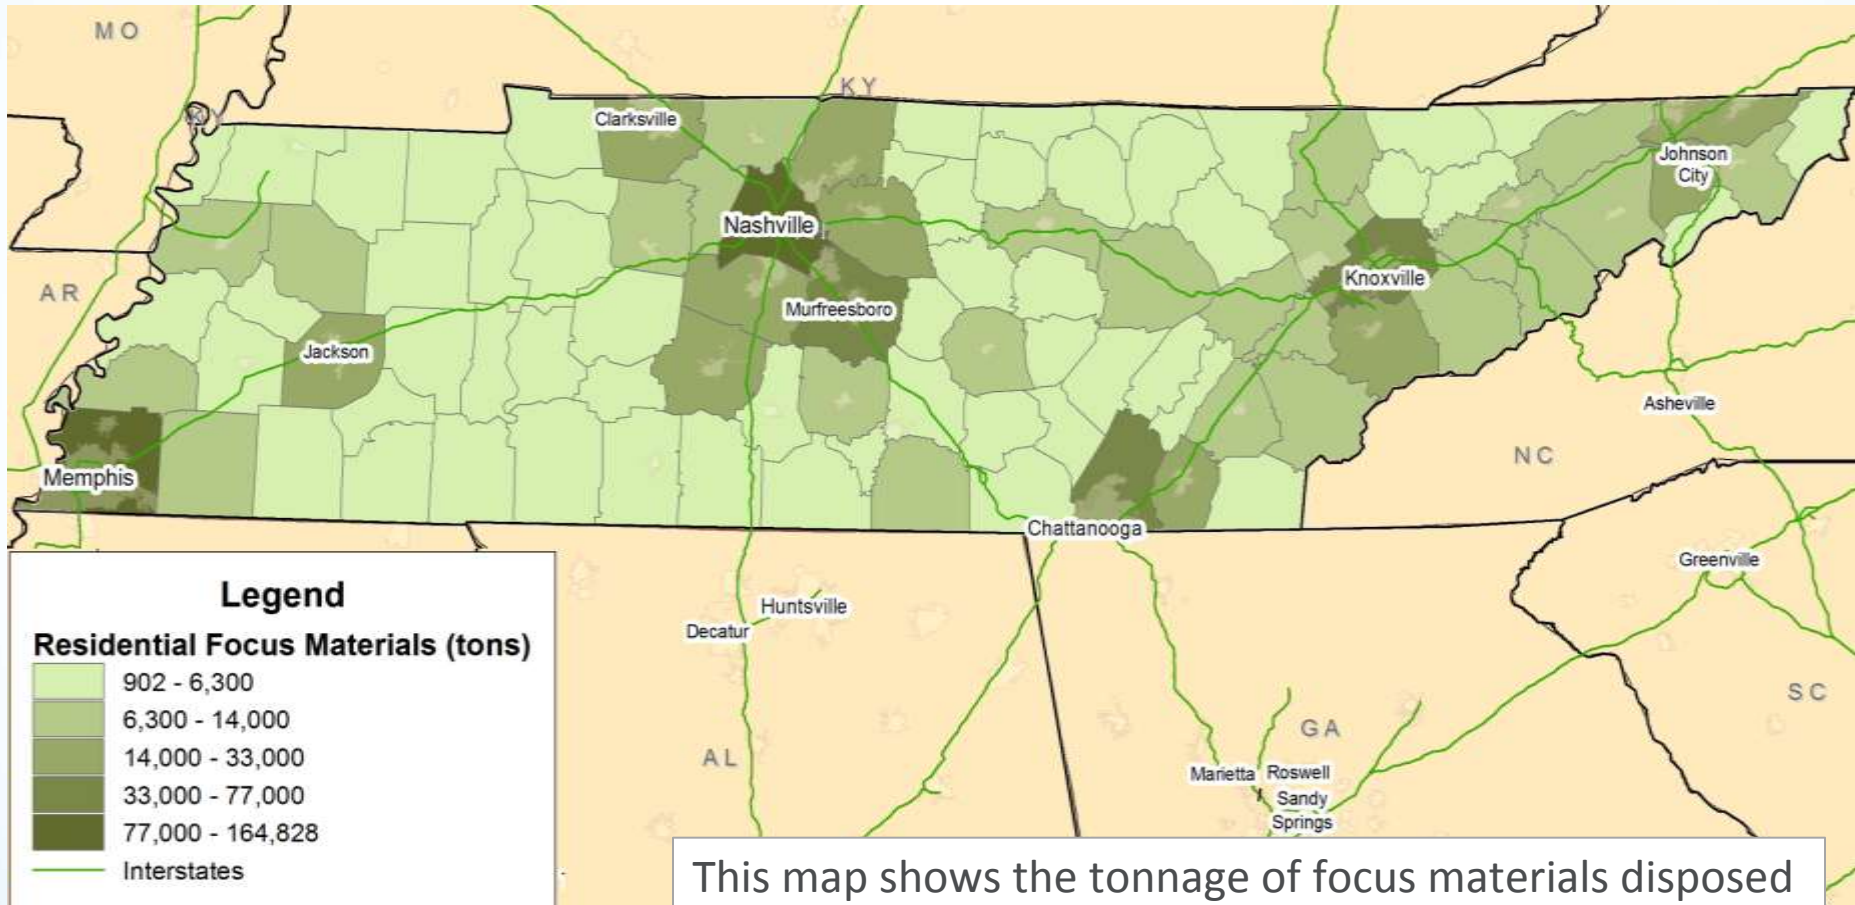 MO
KY
KY
Clarksville
Johnson
City
Nashville
Knoxville
AR
Murfreesboro
Jackson
Asheville
NC
Memphis
Chattanooga
Greenville
Huntsville
Decatur
SC
GA
AL
Marietta
Roswell
Sandy
Springs
Legend
Residential Focus Materials (tons)
902 - 6,300
6,300 - 14,000
14,000 - 33,000
33,000 - 77,000
77,000 - 164,828
Interstates
This map shows the tonnage of focus materials disposed